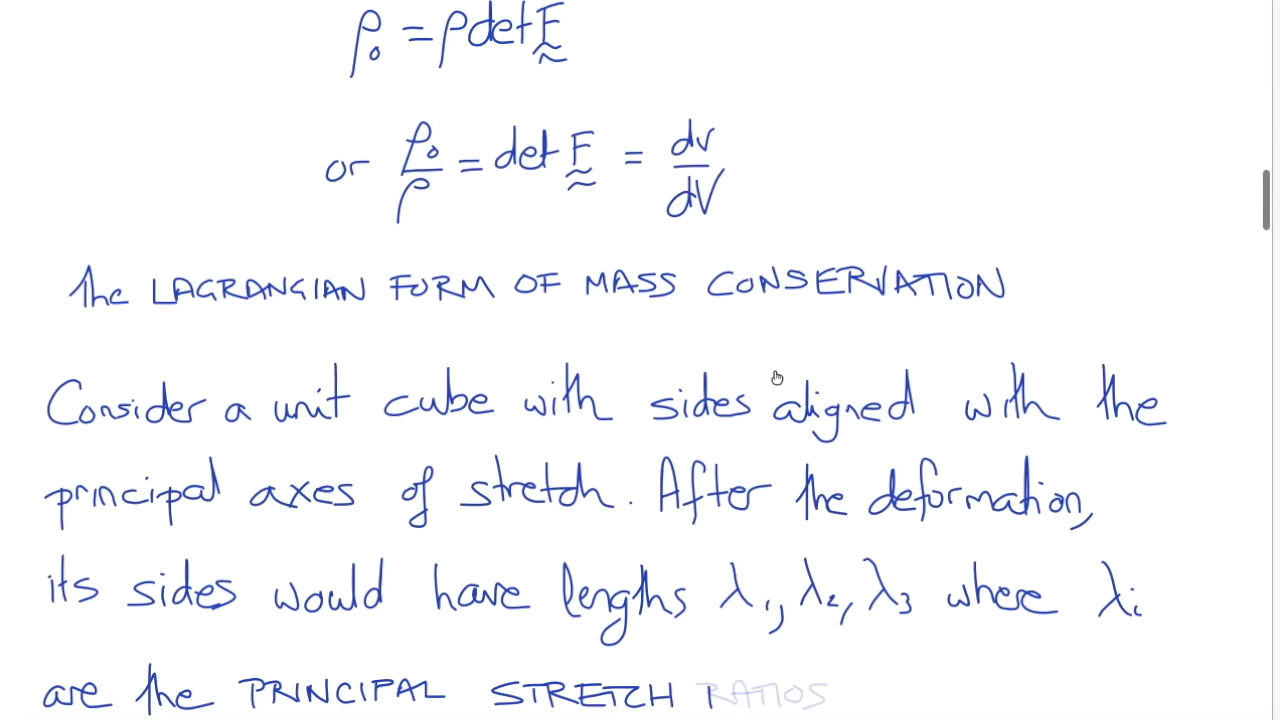 ρ₀ = ρ det F
or ρ₀/ρ = det F = dv/dV
the LAGRANGIAN FORM OF MASS CONSERVATION
Consider a unit cube with sides aligned with the
principal axes of stretch. After the deformation,
its sides would have lengths λ₁, λ₂, λ₃ where λᵢ
are the PRINCIPAL STRETCH RATIOS